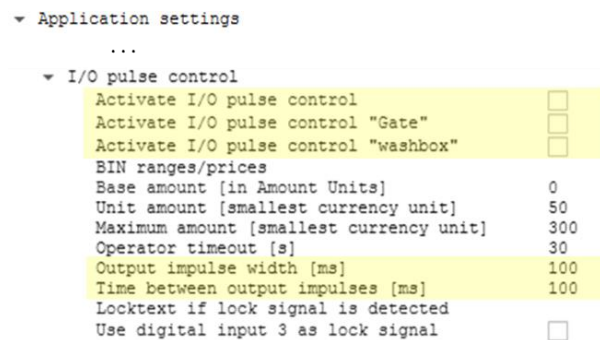 Application settings
...
I/O pulse control
Activate I/O pulse control
Activate I/O pulse control "Gate"
Activate I/O pulse control "washbox"
BIN ranges/prices
Base amount [in Amount Units] 0
Unit amount [smallest currency unit] 50
Maximum amount [smallest currency unit] 300
Operator timeout [s] 30
Output impulse width [ms] 100
Time between output impulses [ms] 100
Locktext if lock signal is detected
Use digital input 3 as lock signal